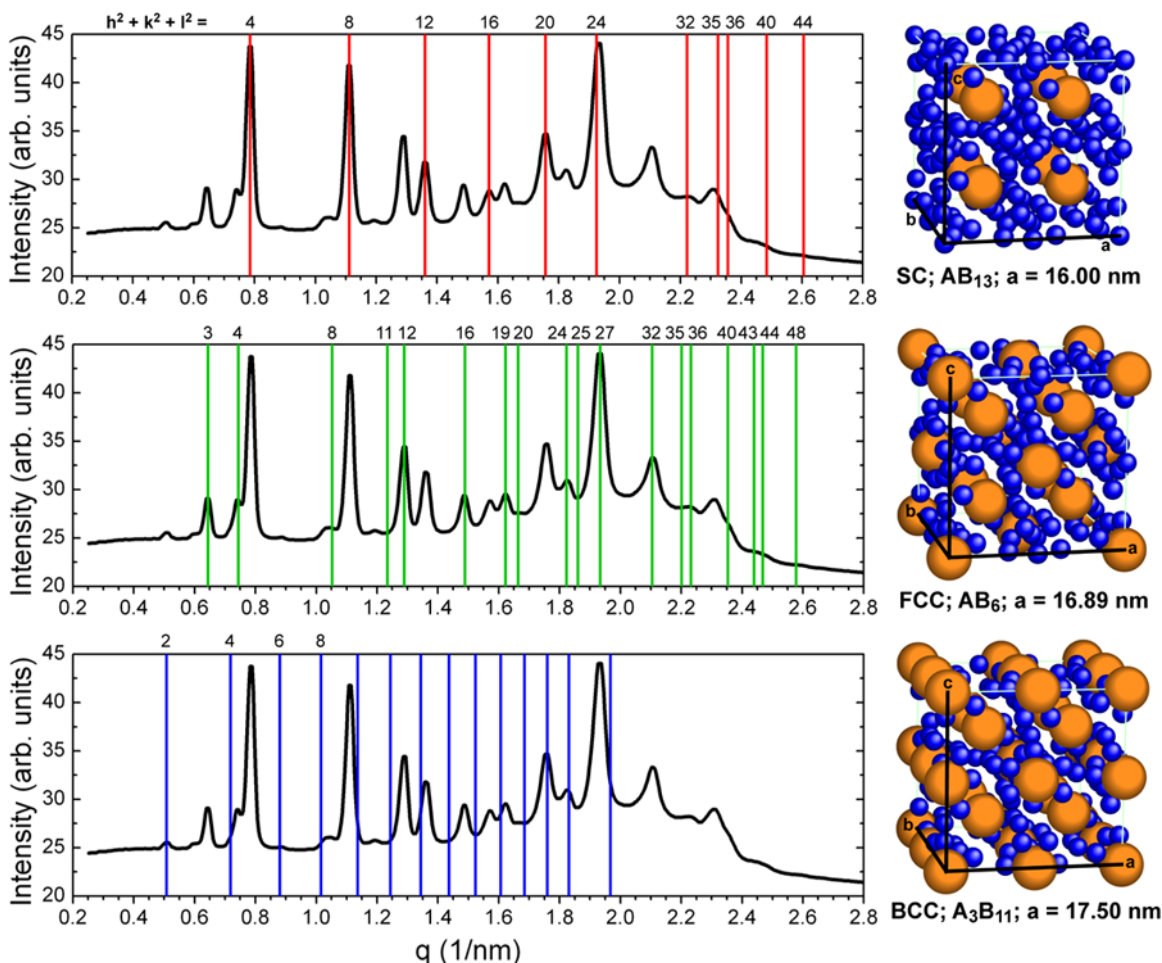 h² + k² + l² = 4 8 12 16 20 24 32 35 36 40 44
Intensity (arb. units)
45
40
35
30
25
20
0.2 0.4 0.6 0.8 1.0 1.2 1.4 1.6 1.8 2.0 2.2 2.4 2.6 2.8
c
b
a
SC; AB₁₃; a = 16.00 nm
3 4 8 11 12 16 19 20 24 25 27 32 35 36 40 43 44 48
Intensity (arb. units)
45
40
35
30
25
20
0.2 0.4 0.6 0.8 1.0 1.2 1.4 1.6 1.8 2.0 2.2 2.4 2.6 2.8
c
b
a
FCC; AB₆; a = 16.89 nm
2 4 6 8
Intensity (arb. units)
45
40
35
30
25
20
0.2 0.4 0.6 0.8 1.0 1.2 1.4 1.6 1.8 2.0 2.2 2.4 2.6 2.8
q (1/nm)
c
b
a
BCC; A₃B₁₁; a = 17.50 nm